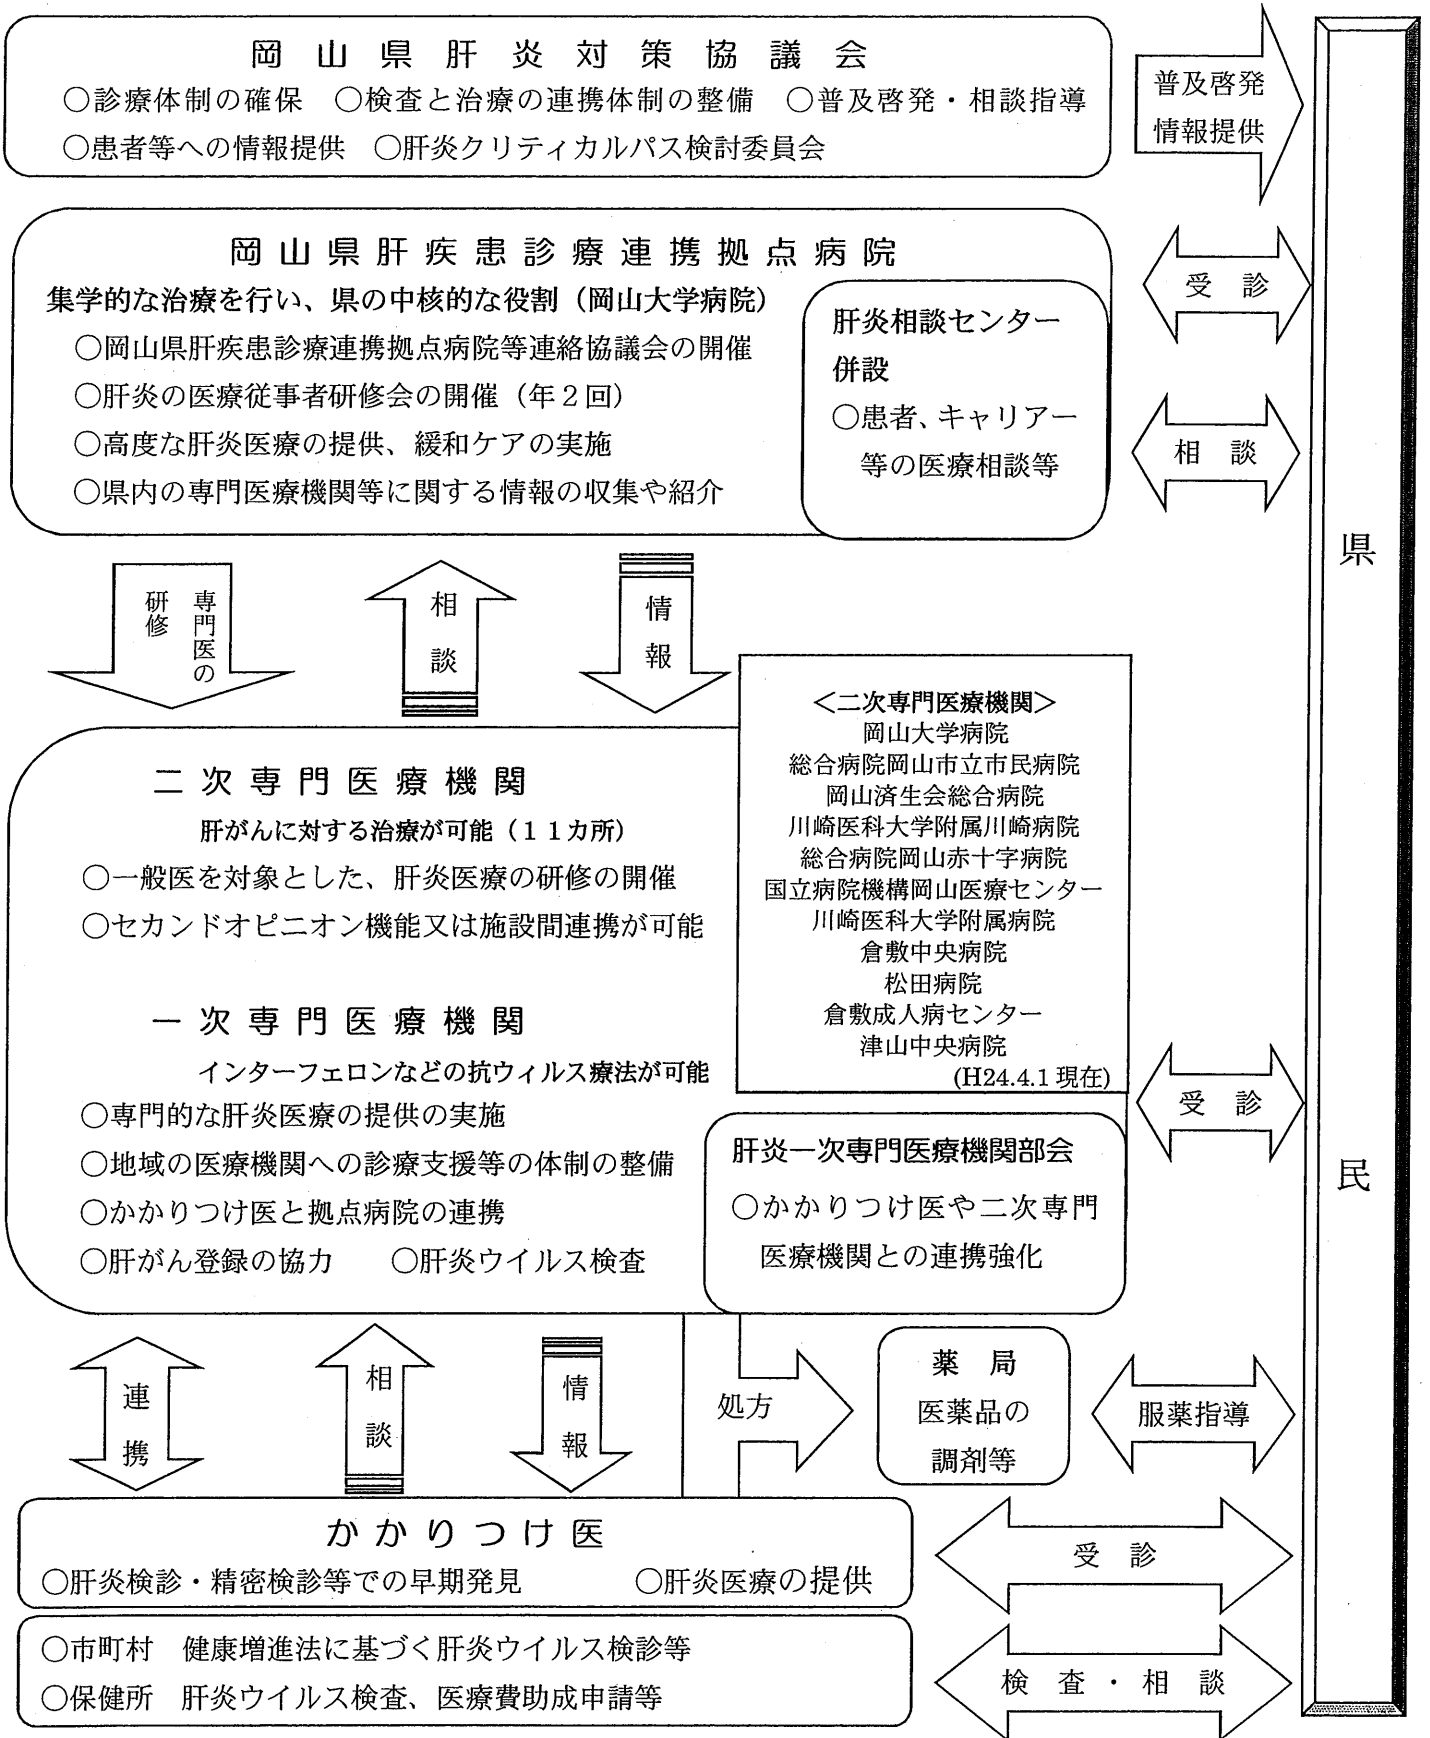 岡山県肝炎対策協議会
○診療体制の確保　○検査と治療の連携体制の整備　○普及啓発・相談指導
○患者等への情報提供　○肝炎クリティカルパス検討委員会
普及啓発
情報提供
県民
岡山県肝疾患診療連携拠点病院
集学的な治療を行い、県の中核的な役割（岡山大学病院）
○岡山県肝疾患診療連携拠点病院等連絡協議会の開催
○肝炎の医療従事者研修会の開催（年２回）
○高度な肝炎医療の提供、緩和ケアの実施
○県内の専門医療機関等に関する情報の収集や紹介
肝炎相談センター
併設
○患者、キャリアー
等の医療相談等
受　診
相　談
専門医の
研修
相談
情報
二次専門医療機関
肝がんに対する治療が可能（１１カ所）
○一般医を対象とした、肝炎医療の研修の開催
○セカンドオピニオン機能又は施設間連携が可能
＜二次専門医療機関＞
岡山大学病院
総合病院岡山市立市民病院
岡山済生会総合病院
川崎医科大学附属川崎病院
総合病院岡山赤十字病院
国立病院機構岡山医療センター
川崎医科大学附属病院
倉敷中央病院
松田病院
倉敷成人病センター
津山中央病院
(H24.4.1 現在)
一次専門医療機関
インターフェロンなどの抗ウィルス療法が可能
○専門的な肝炎医療の提供の実施
○地域の医療機関への診療支援等の体制の整備
○かかりつけ医と拠点病院の連携
○肝がん登録の協力　　○肝炎ウイルス検査
肝炎一次専門医療機関部会
○かかりつけ医や二次専門
医療機関との連携強化
受　診
連携
相談
情報
処方
薬　局
医薬品の
調剤等
服薬指導
かかりつけ医
○肝炎検診・精密検診等での早期発見　　　　○肝炎医療の提供
受　診
○市町村　健康増進法に基づく肝炎ウイルス検診等
○保健所　肝炎ウイルス検査、医療費助成申請等
検　査　・　相　談